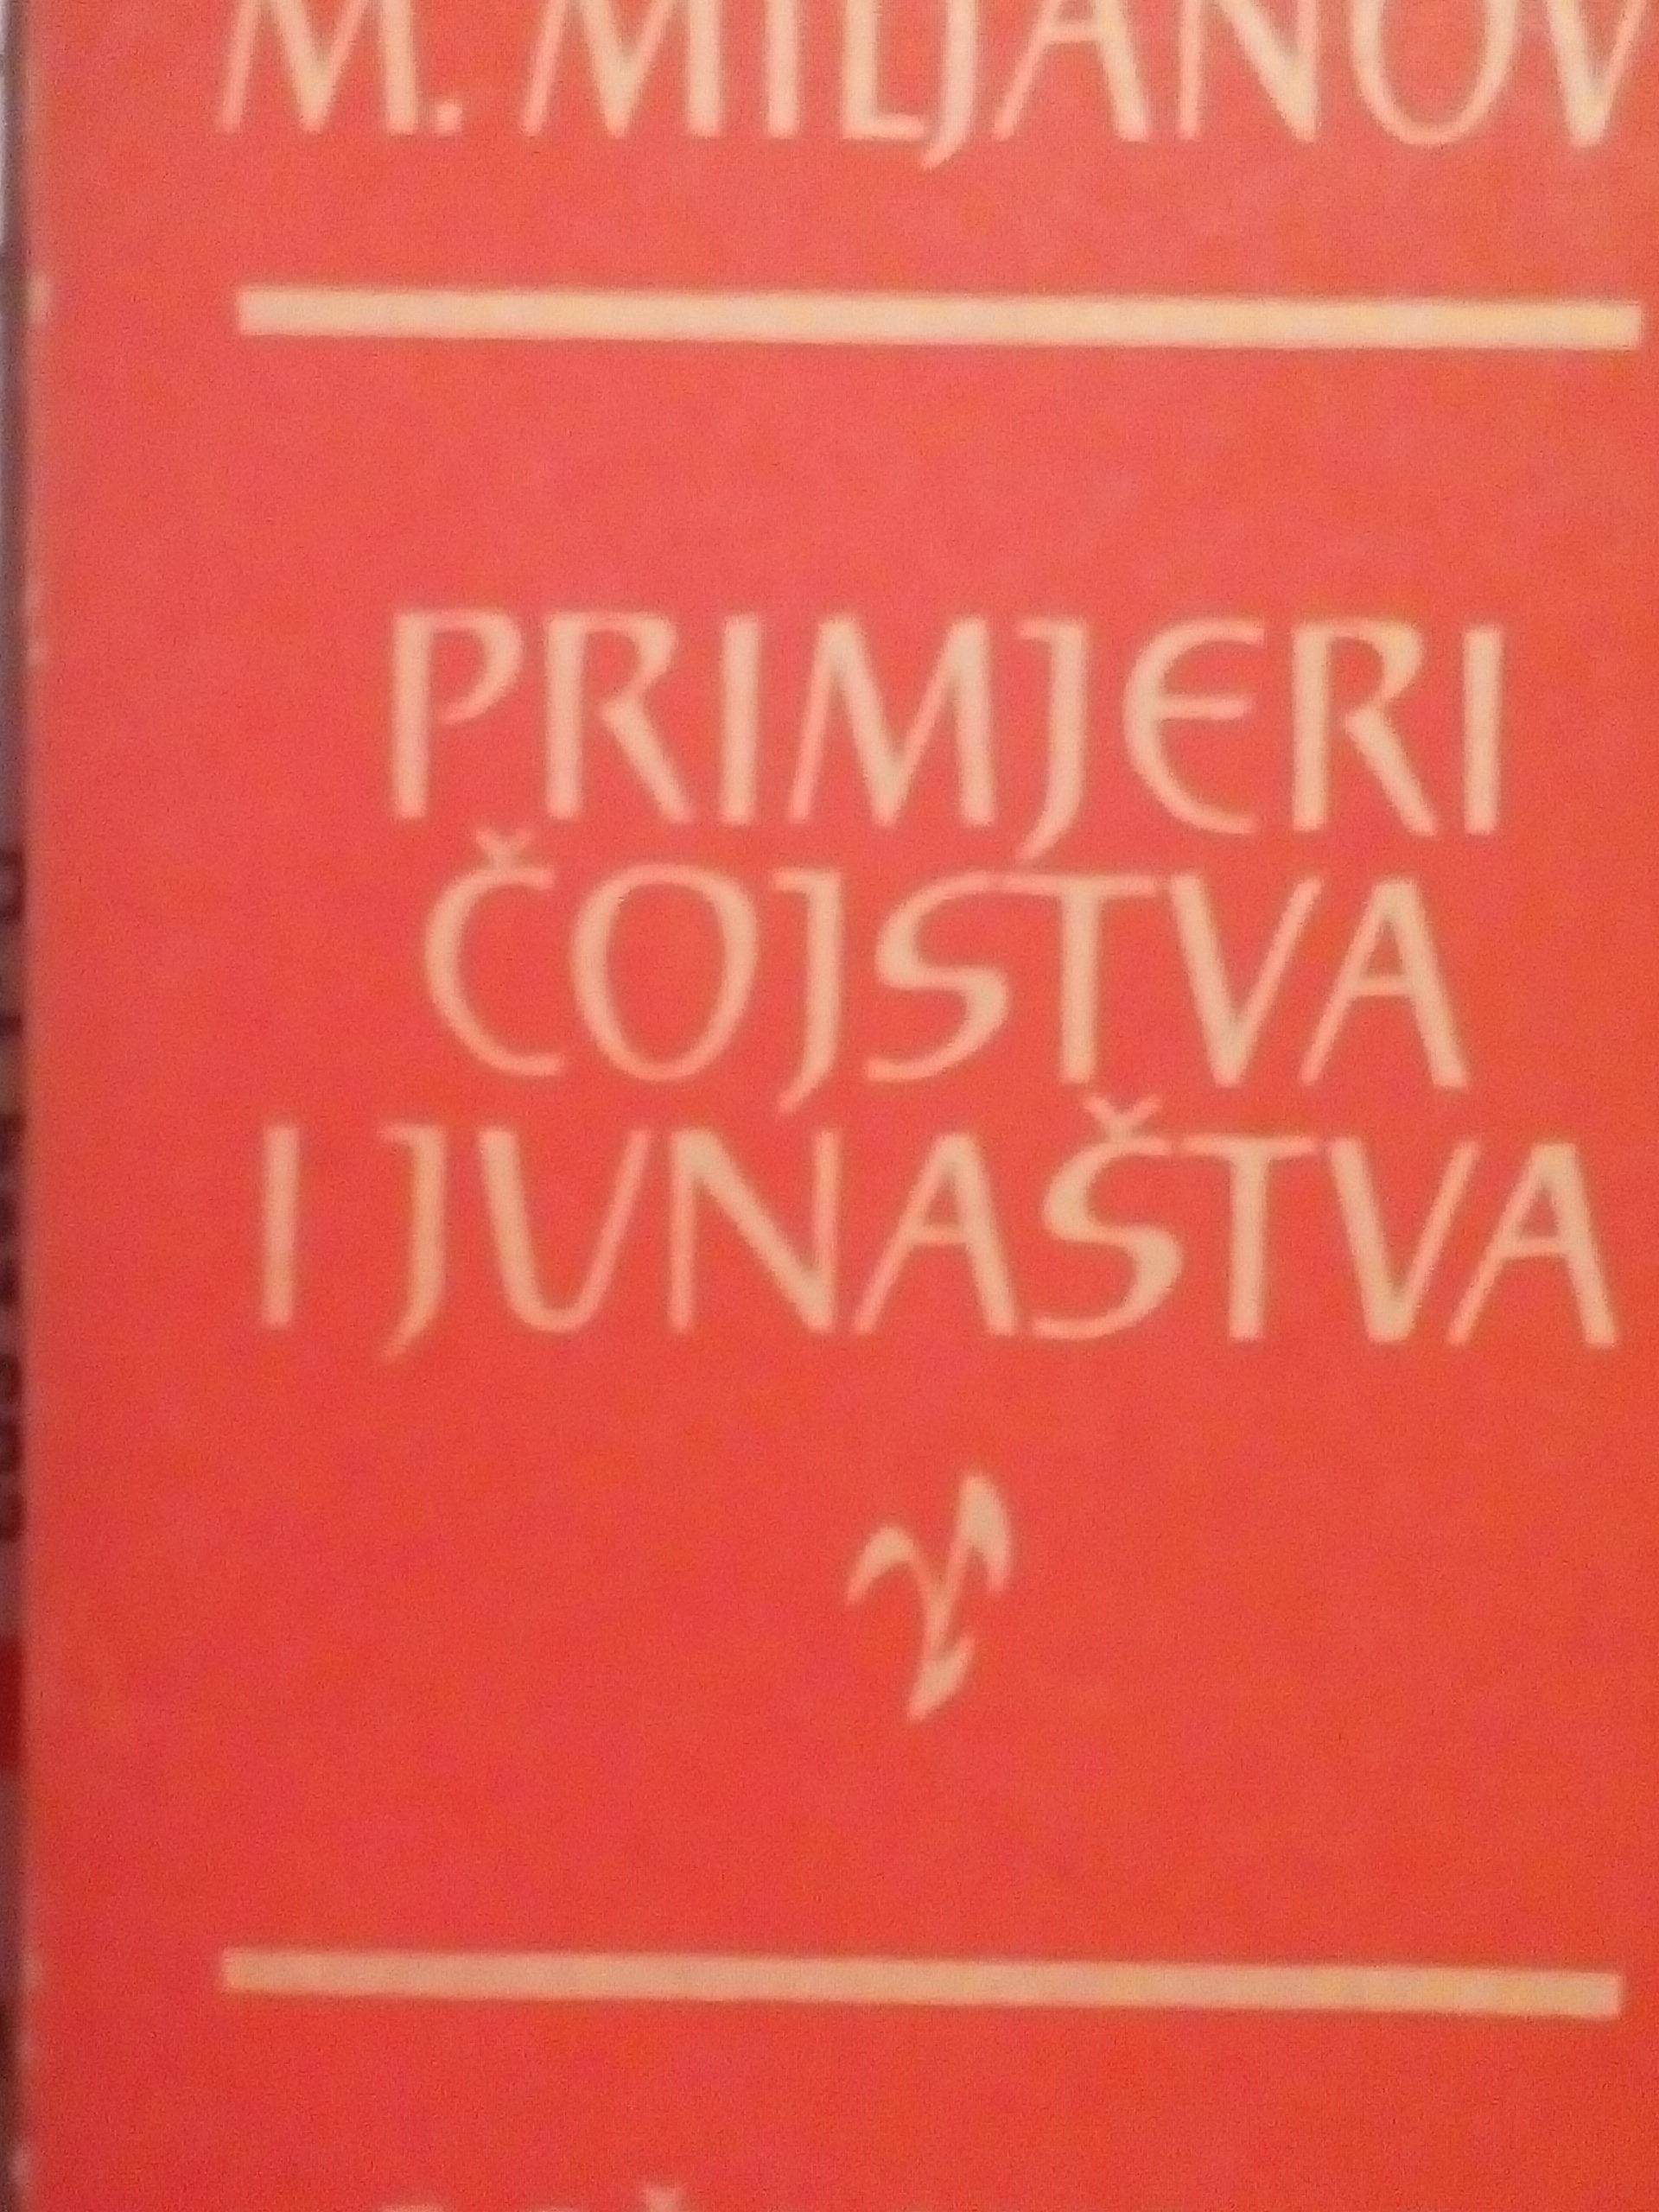 M. MILJANOV
PRIMJERI
ČOJSTVA
I JUNAŠTVA